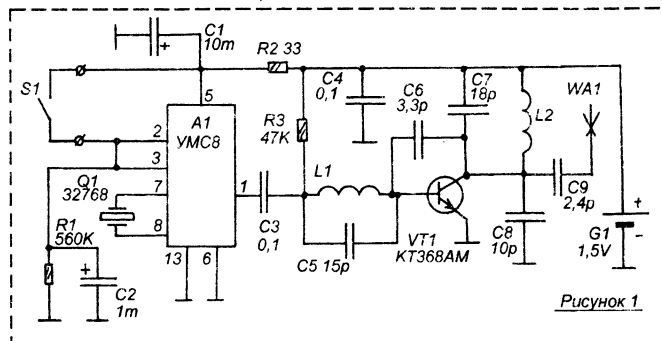 C1
10m
R2 33
S1
5
C4
0,1
C6
3,3p
C7
18p
L2
WA1
A1
УМС8
2
3
R3
47K
Q1
32768
7
8
1
L1
R1
560K
C3
0,1
C5 15p
VT1
KT368AM
C8
10p
C9
2,4p
+
G1
1,5V
-
13
6
+
C2
1m
+
Рисунок 1